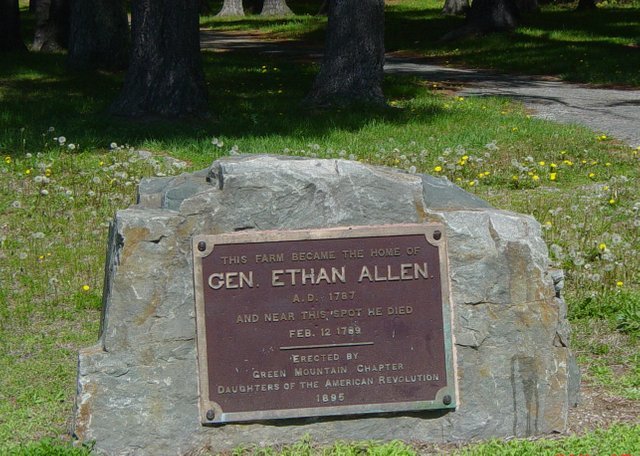 THIS FARM BECAME THE HOME OF
GEN. ETHAN ALLEN.
A.D. 1787
AND NEAR THIS SPOT HE DIED
FEB. 12 1789
ERECTED BY
GREEN MOUNTAIN CHAPTER
DAUGHTERS OF THE AMERICAN REVOLUTION
1895